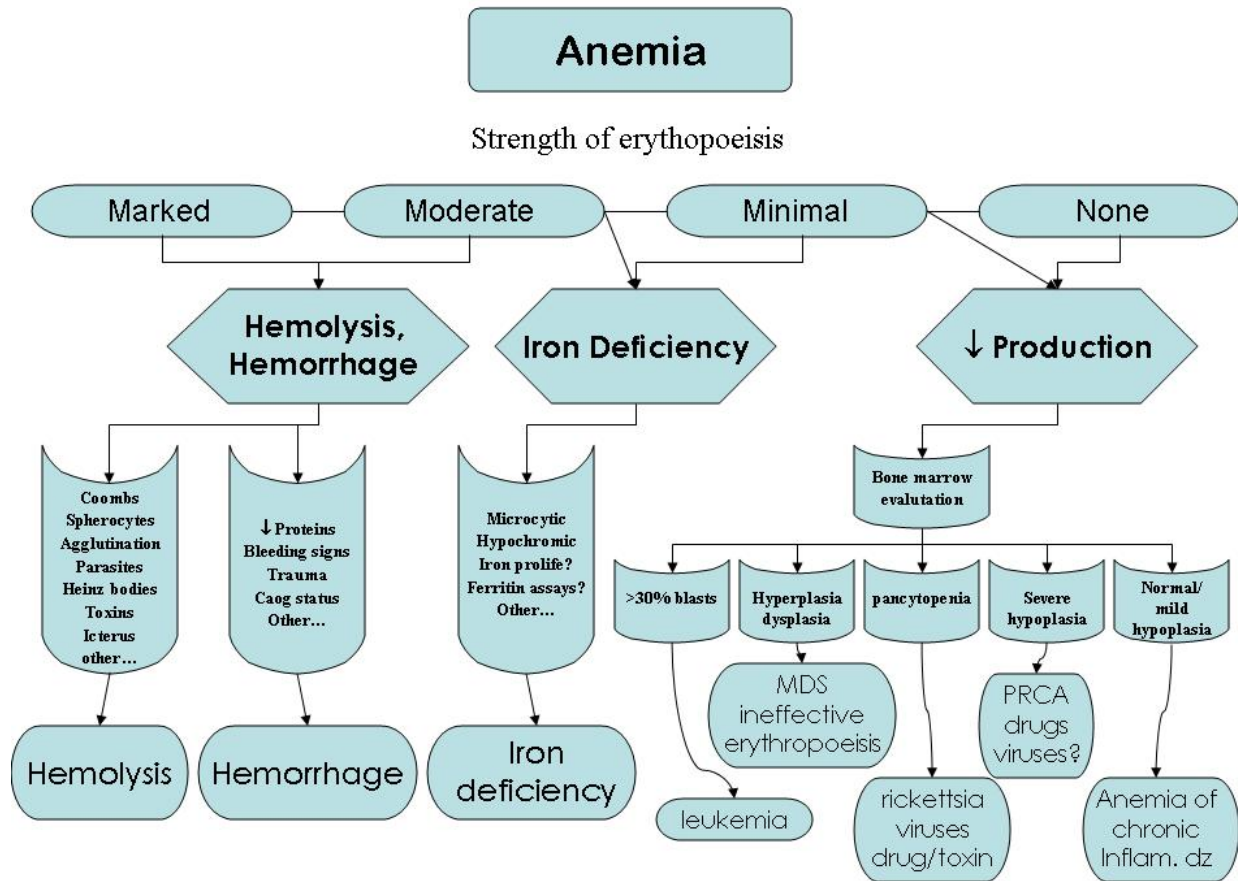 Anemia
Strength of erythopoeisis
Marked
Moderate
Minimal
None
Hemolysis,
Hemorrhage
Iron Deficiency
↓ Production
Coombs
Spherocytes
Agglutination
Parasites
Heinz bodies
Toxins
Icterus
other…
↓ Proteins
Bleeding signs
Trauma
Caog status
Other…
Microcytic
Hypochromic
Iron prolife?
Ferritin assays?
Other…
Bone marrow
evalutation
>30% blasts
Hyperplasia
dysplasia
pancytopenia
Severe
hypoplasia
Normal/
mild
hypoplasia
Hemolysis
Hemorrhage
Iron
deficiency
leukemia
MDS
ineffective
erythropoeisis
rickettsia
viruses
drug/toxin
PRCA
drugs
viruses?
Anemia of
chronic
Inflam. dz